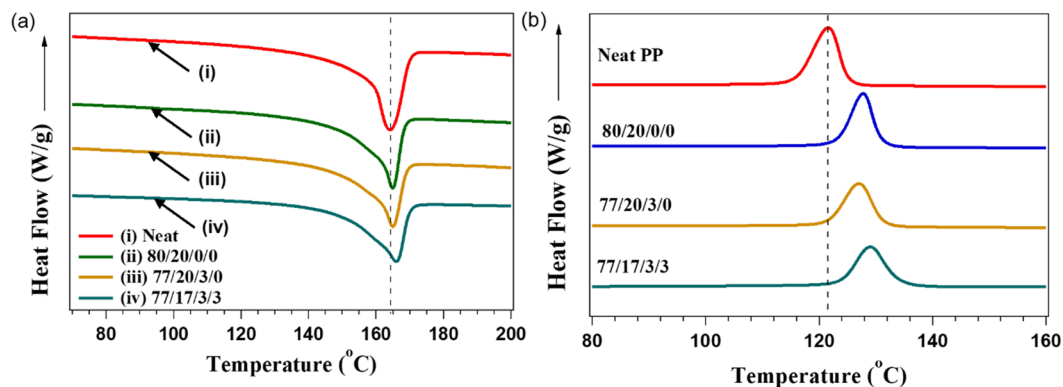 (a)
Heat Flow (W/g)
(i)
(ii)
(iii)
(iv)
(i) Neat
(ii) 80/20/0/0
(iii) 77/20/3/0
(iv) 77/17/3/3
80 100 120 140 160 180 200
Temperature (°C)
(b)
Heat Flow (W/g)
Neat PP
80/20/0/0
77/20/3/0
77/17/3/3
80 100 120 140 160
Temperature (°C)